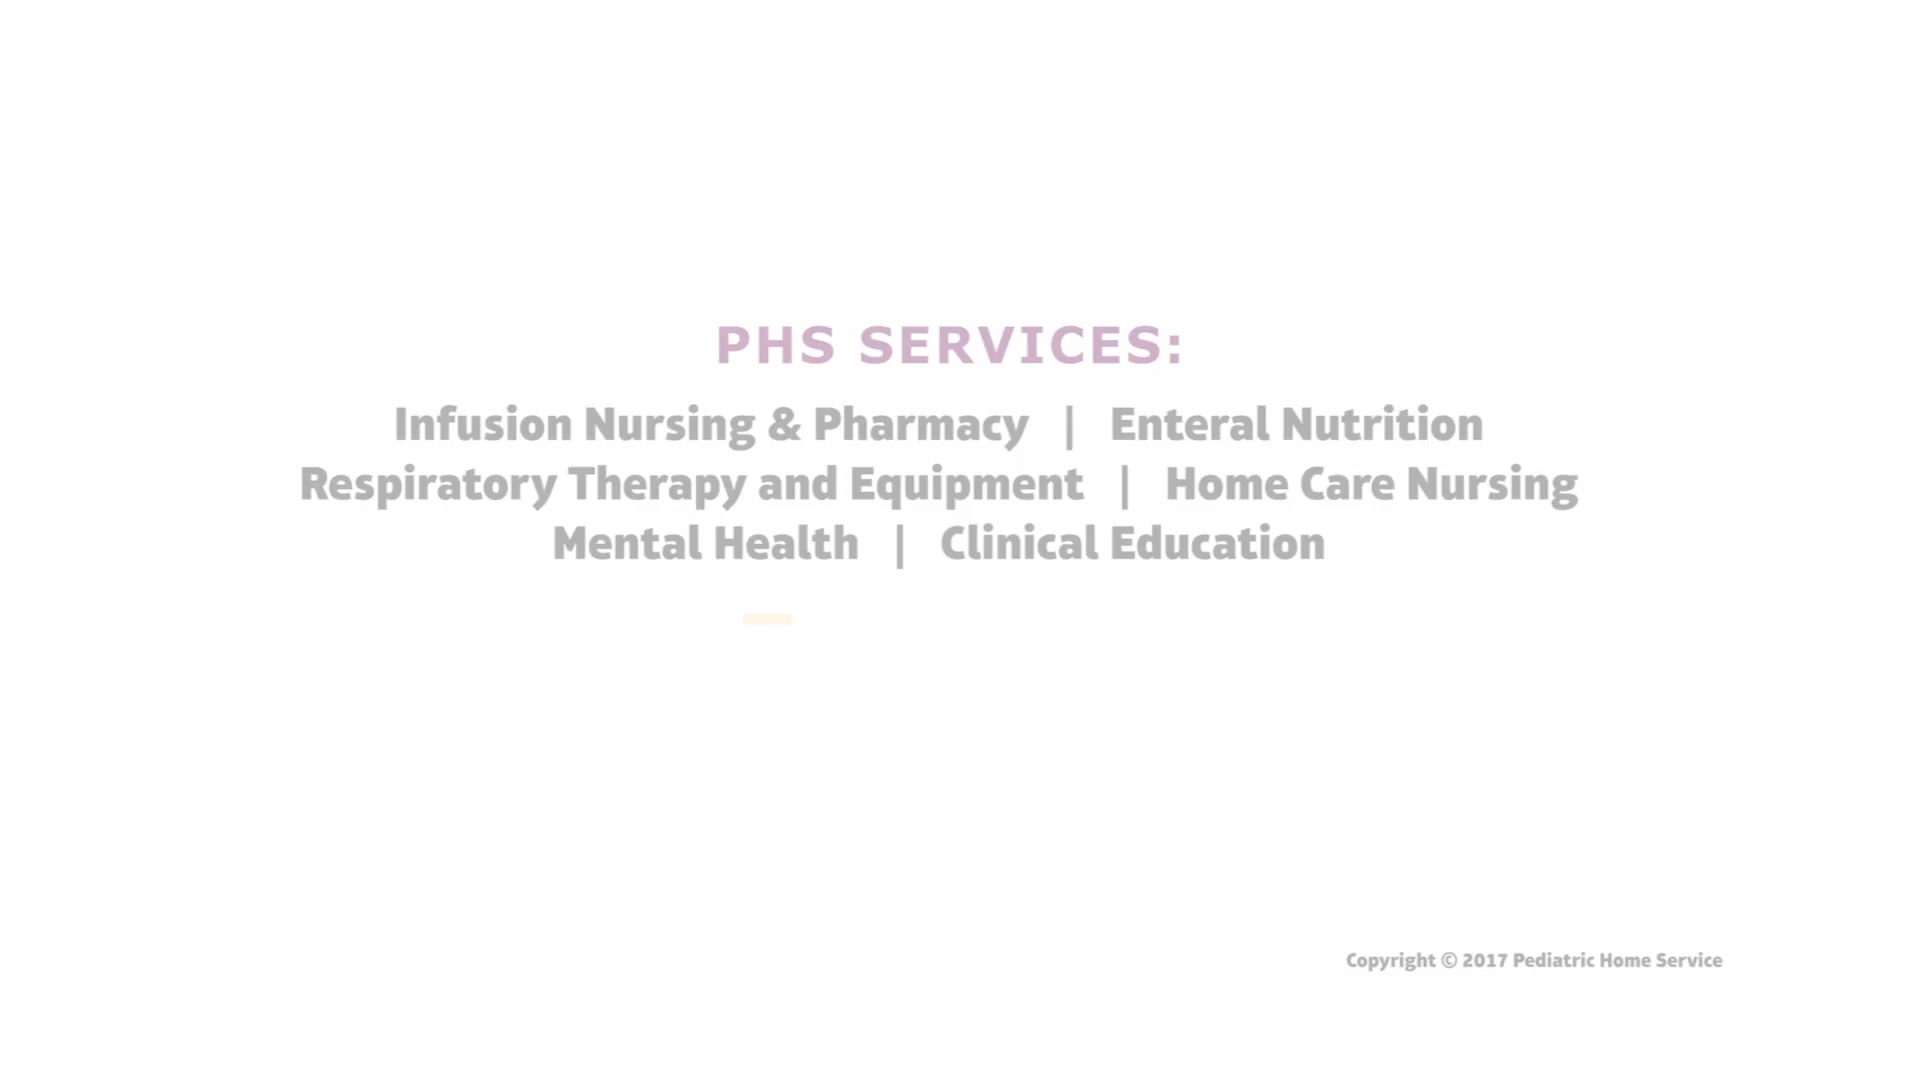 PHS SERVICES:
Infusion Nursing & Pharmacy | Enteral Nutrition
Respiratory Therapy and Equipment | Home Care Nursing
Mental Health | Clinical Education
Copyright © 2017 Pediatric Home Service